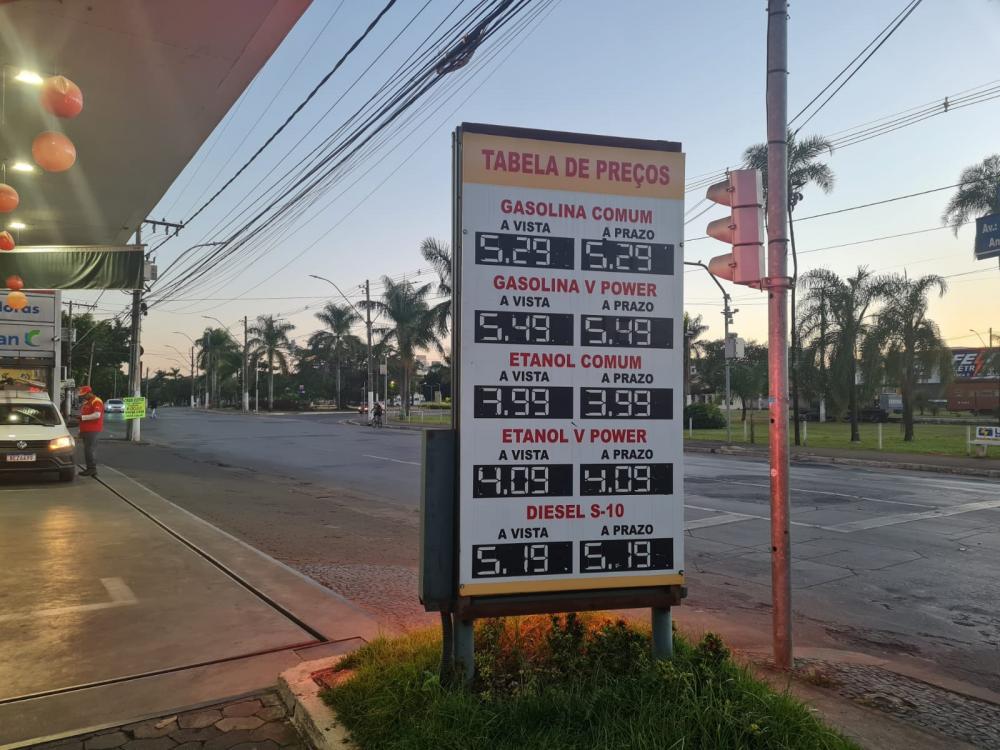 TABELA DE PREÇOS
GASOLINA COMUM
A VISTA A PRAZO
5.29 5.29
GASOLINA V POWER
A VISTA A PRAZO
5.49 5.49
ETANOL COMUM
A VISTA A PRAZO
3.99 3.99
ETANOL V POWER
A VISTA A PRAZO
4.09 4.09
DIESEL S-10
A VISTA A PRAZO
5.19 5.19
Av.: